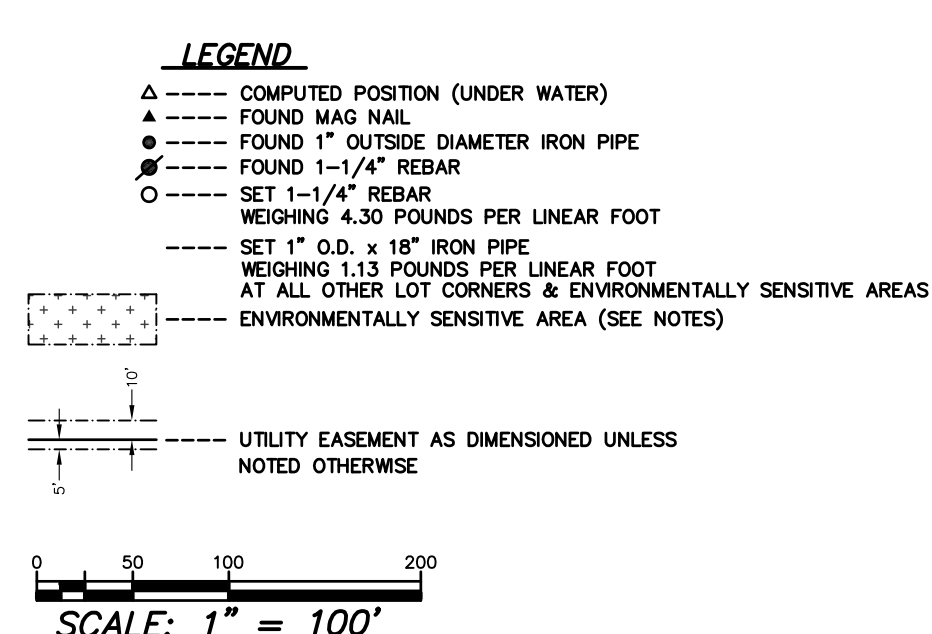 LEGEND
COMPUTED POSITION (UNDER WATER)
FOUND MAG NAIL
FOUND 1" OUTSIDE DIAMETER IRON PIPE
FOUND 1-1/4" REBAR
SET 1-1/4" REBAR
WEIGHING 4.30 POUNDS PER LINEAR FOOT
SET 1" O.D. x 18" IRON PIPE
WEIGHING 1.13 POUNDS PER LINEAR FOOT
AT ALL OTHER LOT CORNERS & ENVIRONMENTALLY SENSITIVE AREAS
ENVIRONMENTALLY SENSITIVE AREA (SEE NOTES)
10'
UTILITY EASEMENT AS DIMENSIONED UNLESS
NOTED OTHERWISE
5'
0 50 100 200
SCALE: 1" = 100'